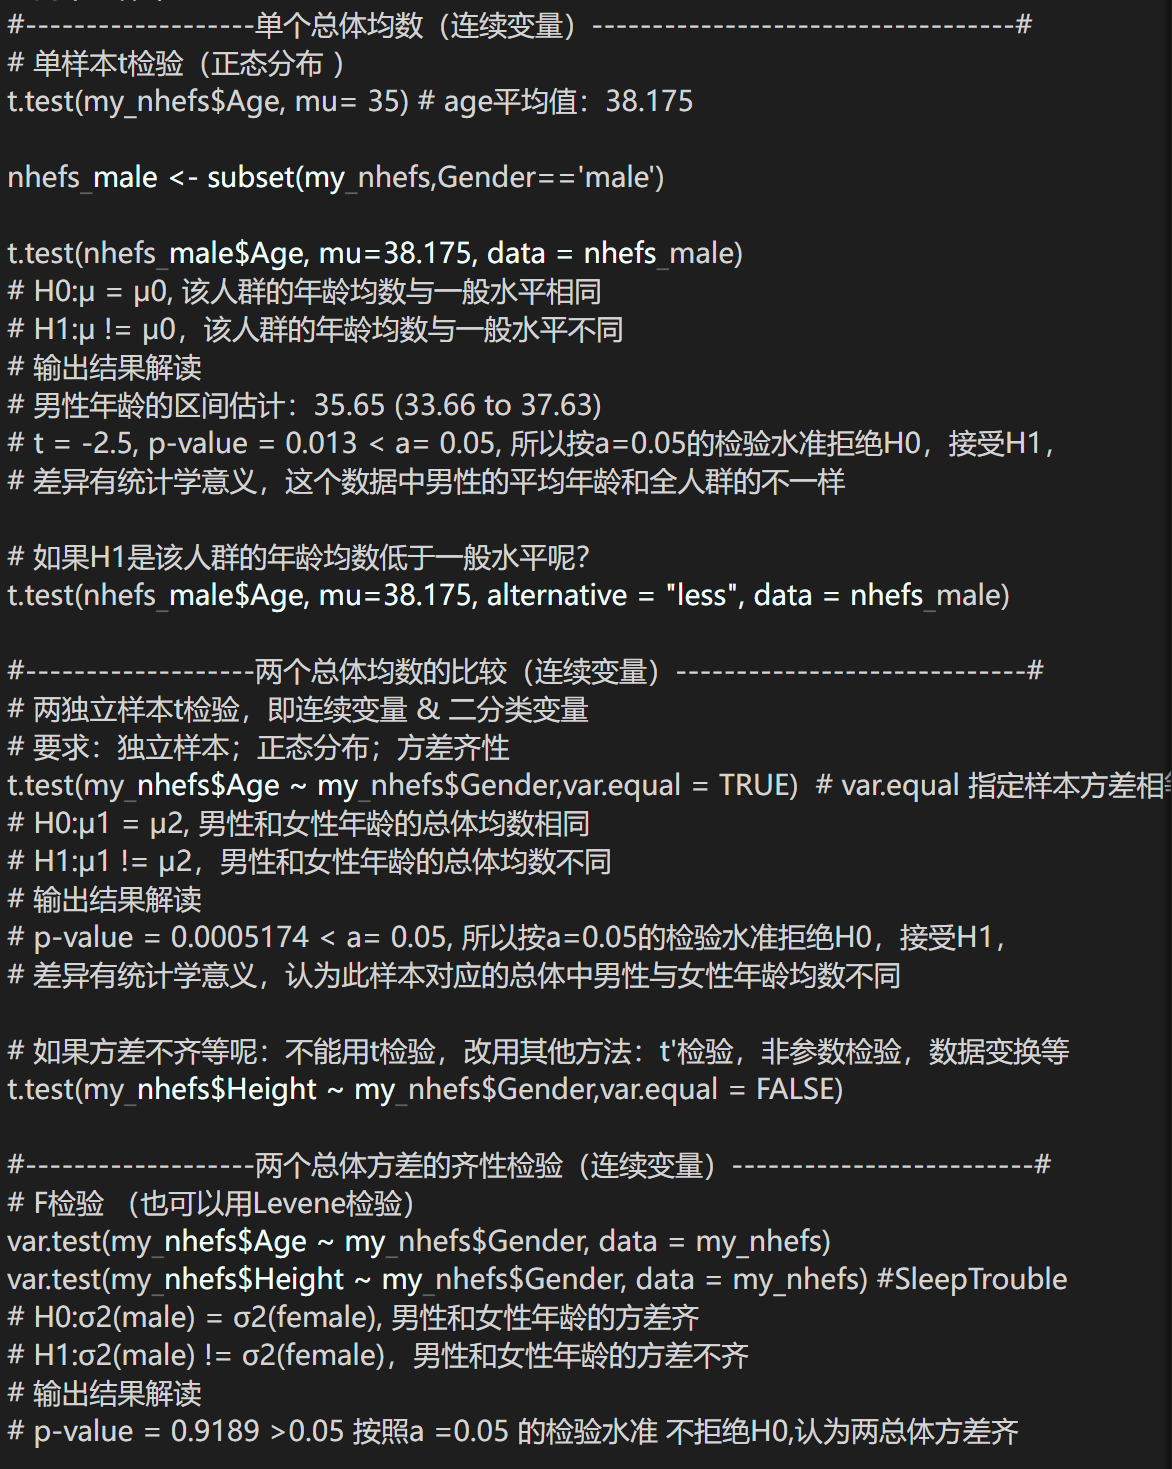 #-------------------单个总体均数（连续变量）-----------------------------------#
# 单样本t检验（正态分布 ）
t.test(my_nhefs$Age, mu= 35) # age平均值：38.175
nhefs_male <- subset(my_nhefs,Gender=='male')
t.test(nhefs_male$Age, mu=38.175, data = nhefs_male)
# H0:μ = μ0, 该人群的年龄均数与一般水平相同
# H1:μ != μ0，该人群的年龄均数与一般水平不同
# 输出结果解读
# 男性年龄的区间估计：35.65 (33.66 to 37.63)
# t = -2.5, p-value = 0.013 < a= 0.05, 所以按a=0.05的检验水准拒绝H0，接受H1，
# 差异有统计学意义，这个数据中男性的平均年龄和全人群的不一样
# 如果H1是该人群的年龄均数低于一般水平呢？
t.test(nhefs_male$Age, mu=38.175, alternative = "less", data = nhefs_male)
#-------------------两个总体均数的比较（连续变量）-----------------------------#
# 两独立样本t检验，即连续变量 & 二分类变量
# 要求：独立样本；正态分布；方差齐性
t.test(my_nhefs$Age ~ my_nhefs$Gender,var.equal = TRUE)  # var.equal 指定样本方差相
# H0:μ1 = μ2, 男性和女性年龄的总体均数相同
# H1:μ1 != μ2，男性和女性年龄的总体均数不同
# 输出结果解读
# p-value = 0.0005174 < a= 0.05, 所以按a=0.05的检验水准拒绝H0，接受H1，
# 差异有统计学意义，认为此样本对应的总体中男性与女性年龄均数不同
# 如果方差不齐等呢：不能用t检验，改用其他方法：t'检验，非参数检验，数据变换等
t.test(my_nhefs$Height ~ my_nhefs$Gender,var.equal = FALSE)
#-------------------两个总体方差的齐性检验（连续变量）-------------------------#
# F检验 （也可以用Levene检验）
var.test(my_nhefs$Age ~ my_nhefs$Gender, data = my_nhefs)
var.test(my_nhefs$Height ~ my_nhefs$Gender, data = my_nhefs) #SleepTrouble
# H0:σ2(male) = σ2(female), 男性和女性年龄的方差齐
# H1:σ2(male) != σ2(female)，男性和女性年龄的方差不齐
# 输出结果解读
# p-value = 0.9189 >0.05 按照a =0.05 的检验水准 不拒绝H0,认为两总体方差齐